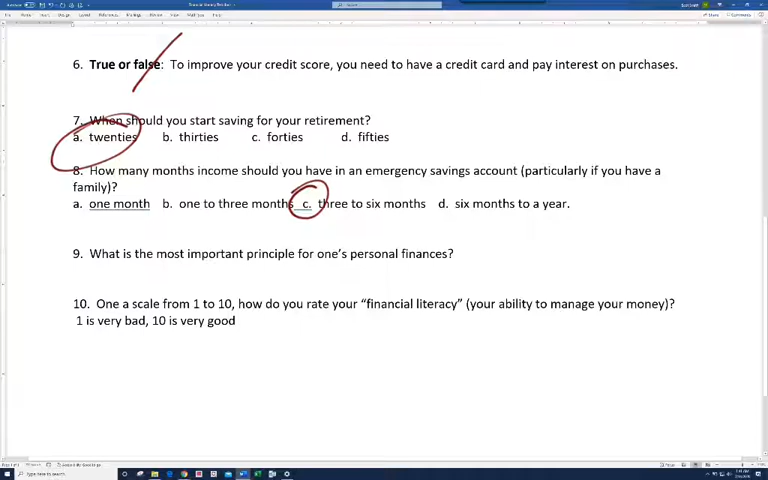 6. True or false: To improve your credit score, you need to have a credit card and pay interest on purchases.
7. When should you start saving for your retirement?
a. twenties b. thirties c. forties d. fifties
8. How many months income should you have in an emergency savings account (particularly if you have a
family)?
a. one month b. one to three months c. three to six months d. six months to a year.
9. What is the most important principle for one's personal finances?
10. One a scale from 1 to 10, how do you rate your “financial literacy” (your ability to manage your money)?
1 is very bad, 10 is very good